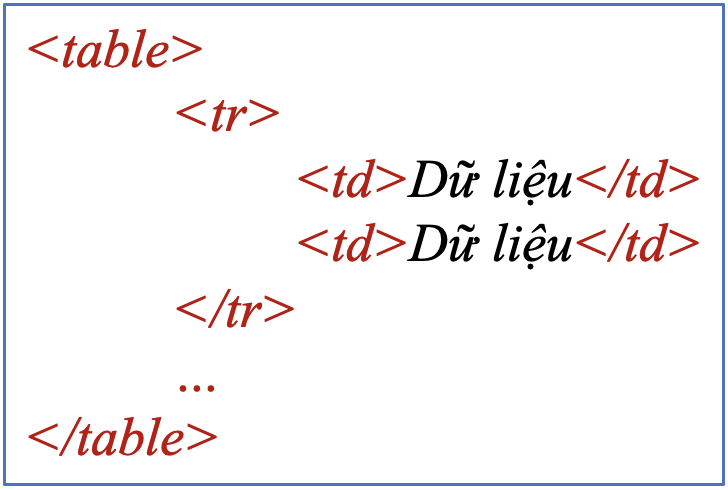 <table>
<tr>
<td>Dữ liệu</td>
<td>Dữ liệu</td>
</tr>
...
</table>